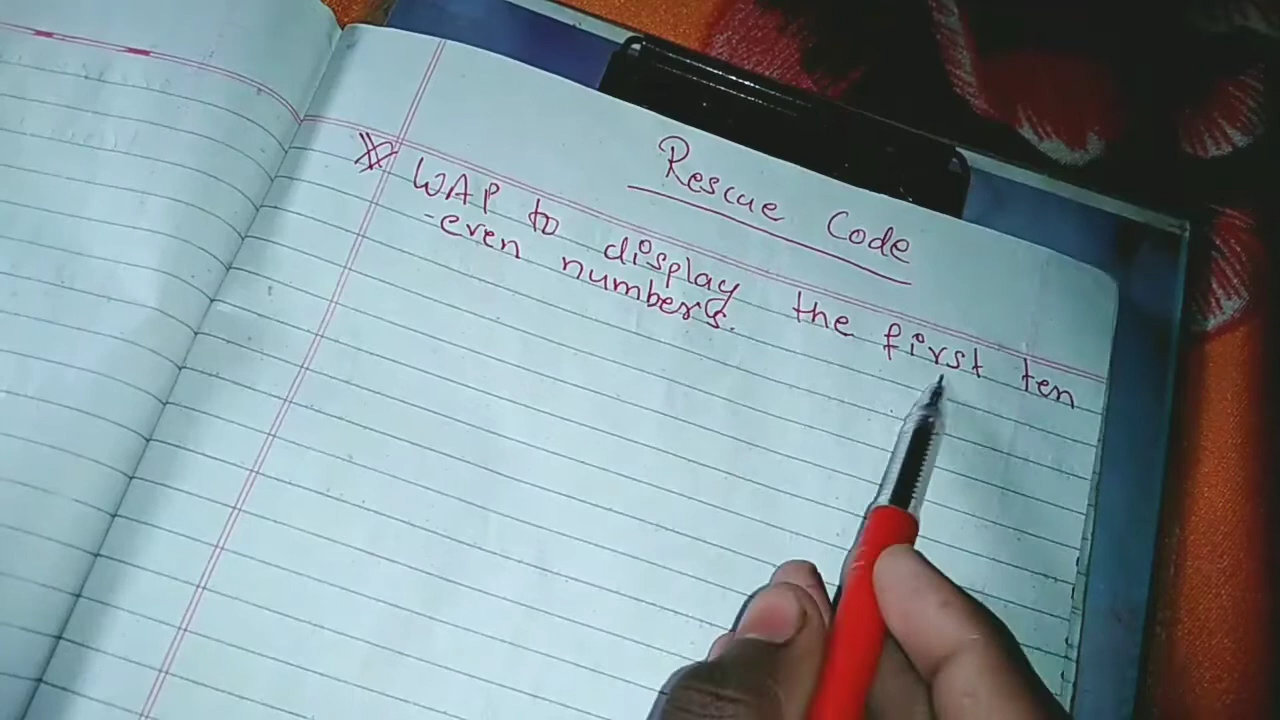 Rescue Code
WAP to display the first ten
-even numbers.